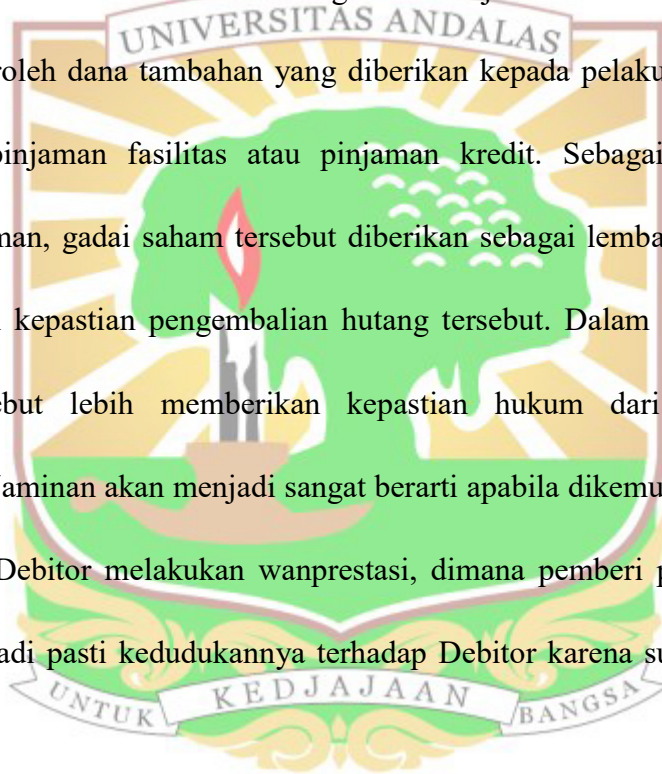 UNIVERSITAS ANDALAS
roleh dana tambahan yang diberikan kepada pelaku
pinjaman fasilitas atau pinjaman kredit. Sebagai
man, gadai saham tersebut diberikan sebagai lemba
kepastian pengembalian hutang tersebut. Dalam
ebut lebih memberikan kepastian hukum dari
jaminan akan menjadi sangat berarti apabila dikemu
Debitor melakukan wanprestasi, dimana pemberi p
adi pasti kedudukannya terhadap Debitor karena su
UNTUK KEDJAJAAN BANGSA